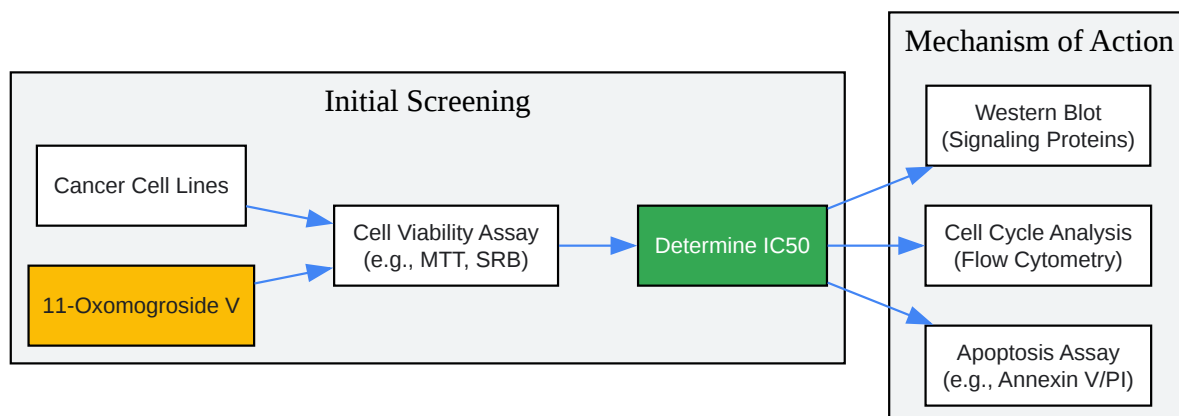 Initial Screening
Cancer Cell Lines
11-Oxomogroside V
Cell Viability Assay
(e.g., MTT, SRB)
Determine IC50
Mechanism of Action
Western Blot
(Signaling Proteins)
Cell Cycle Analysis
(Flow Cytometry)
Apoptosis Assay
(e.g., Annexin V/PI)